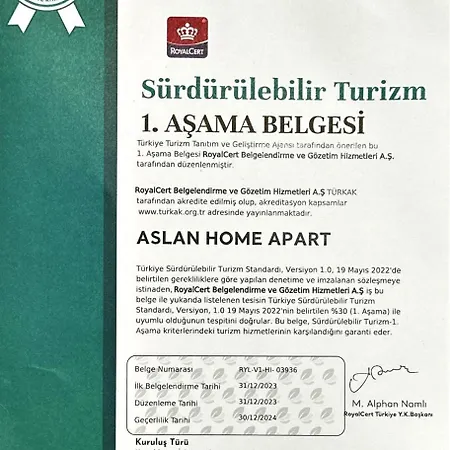 ROYALCERT
Sürdürülebilir Turizm
1. AŞAMA BELGESİ
Türkiye Turizm Tanıtım ve Geliştirme Ajansı tarafından önerilen bu
1. Aşama Belgesi RoyalCert Belgelendirme ve Gözetim Hizmetleri A.Ş.
tarafından düzenlenmiştir.
RoyalCert Belgelendirme ve Gözetim Hizmetleri A.Ş TÜRKAK
tarafından akredite edilmiş olup, akreditasyon kapsamlar
www.turkak.org.tr adresinde yayınlanmaktadır.
ASLAN HOME APART
Türkiye Sürdürülebilir Turizm Standardı, Versiyon 1.0, 19 Mayıs 2022'de
belirtilen gerekliliklere göre yapılan denetime ve imzalanan sözleşmeye
istinaden, RoyalCert Belgelendirme ve Gözetim Hizmetleri A.Ş iş bu
belge ile yukarıda listelenen tesisin Türkiye Sürdürülebilir Turizm
Standardı, Versiyon, 1.0 19 Mayıs 2022'nin belirtilen %30 (1. Aşama) ile
uyumlu olduğunun tespitini doğrular. Bu belge, Sürdürülebilir Turizm-1.
Aşama kriterlerindeki turizm hizmetlerinin karşılandığını garanti eder.
Belge Numarası RYL-V1-HI- 03936
İlk Belgelendirme Tarihi 31/12/2023
Düzenleme Tarihi 31/12/2023
Geçerlilik Tarihi 30/12/2024
M. Alphan Namlı
RoyalCert Türkiye Y.K.Başkanı
Kuruluş Türü